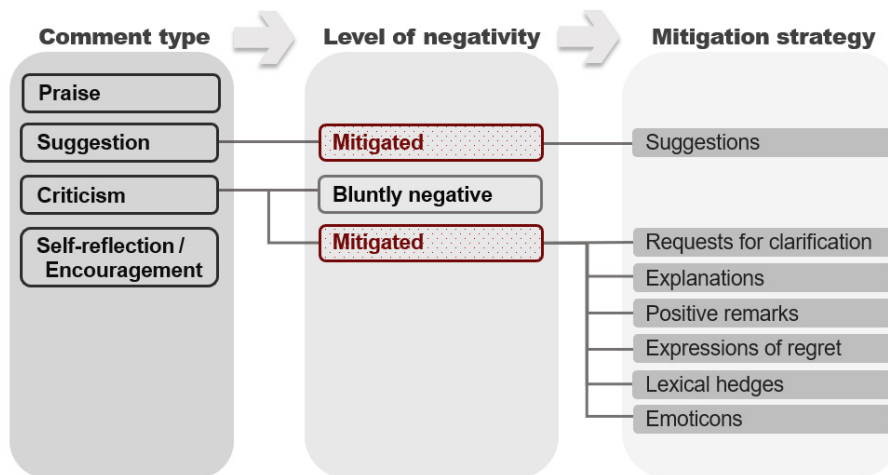 Comment type
Level of negativity
Mitigation strategy
Praise
Suggestion
Mitigated
Suggestions
Criticism
Bluntly negative
Self-reflection /
Encouragement
Mitigated
Requests for clarification
Explanations
Positive remarks
Expressions of regret
Lexical hedges
Emoticons